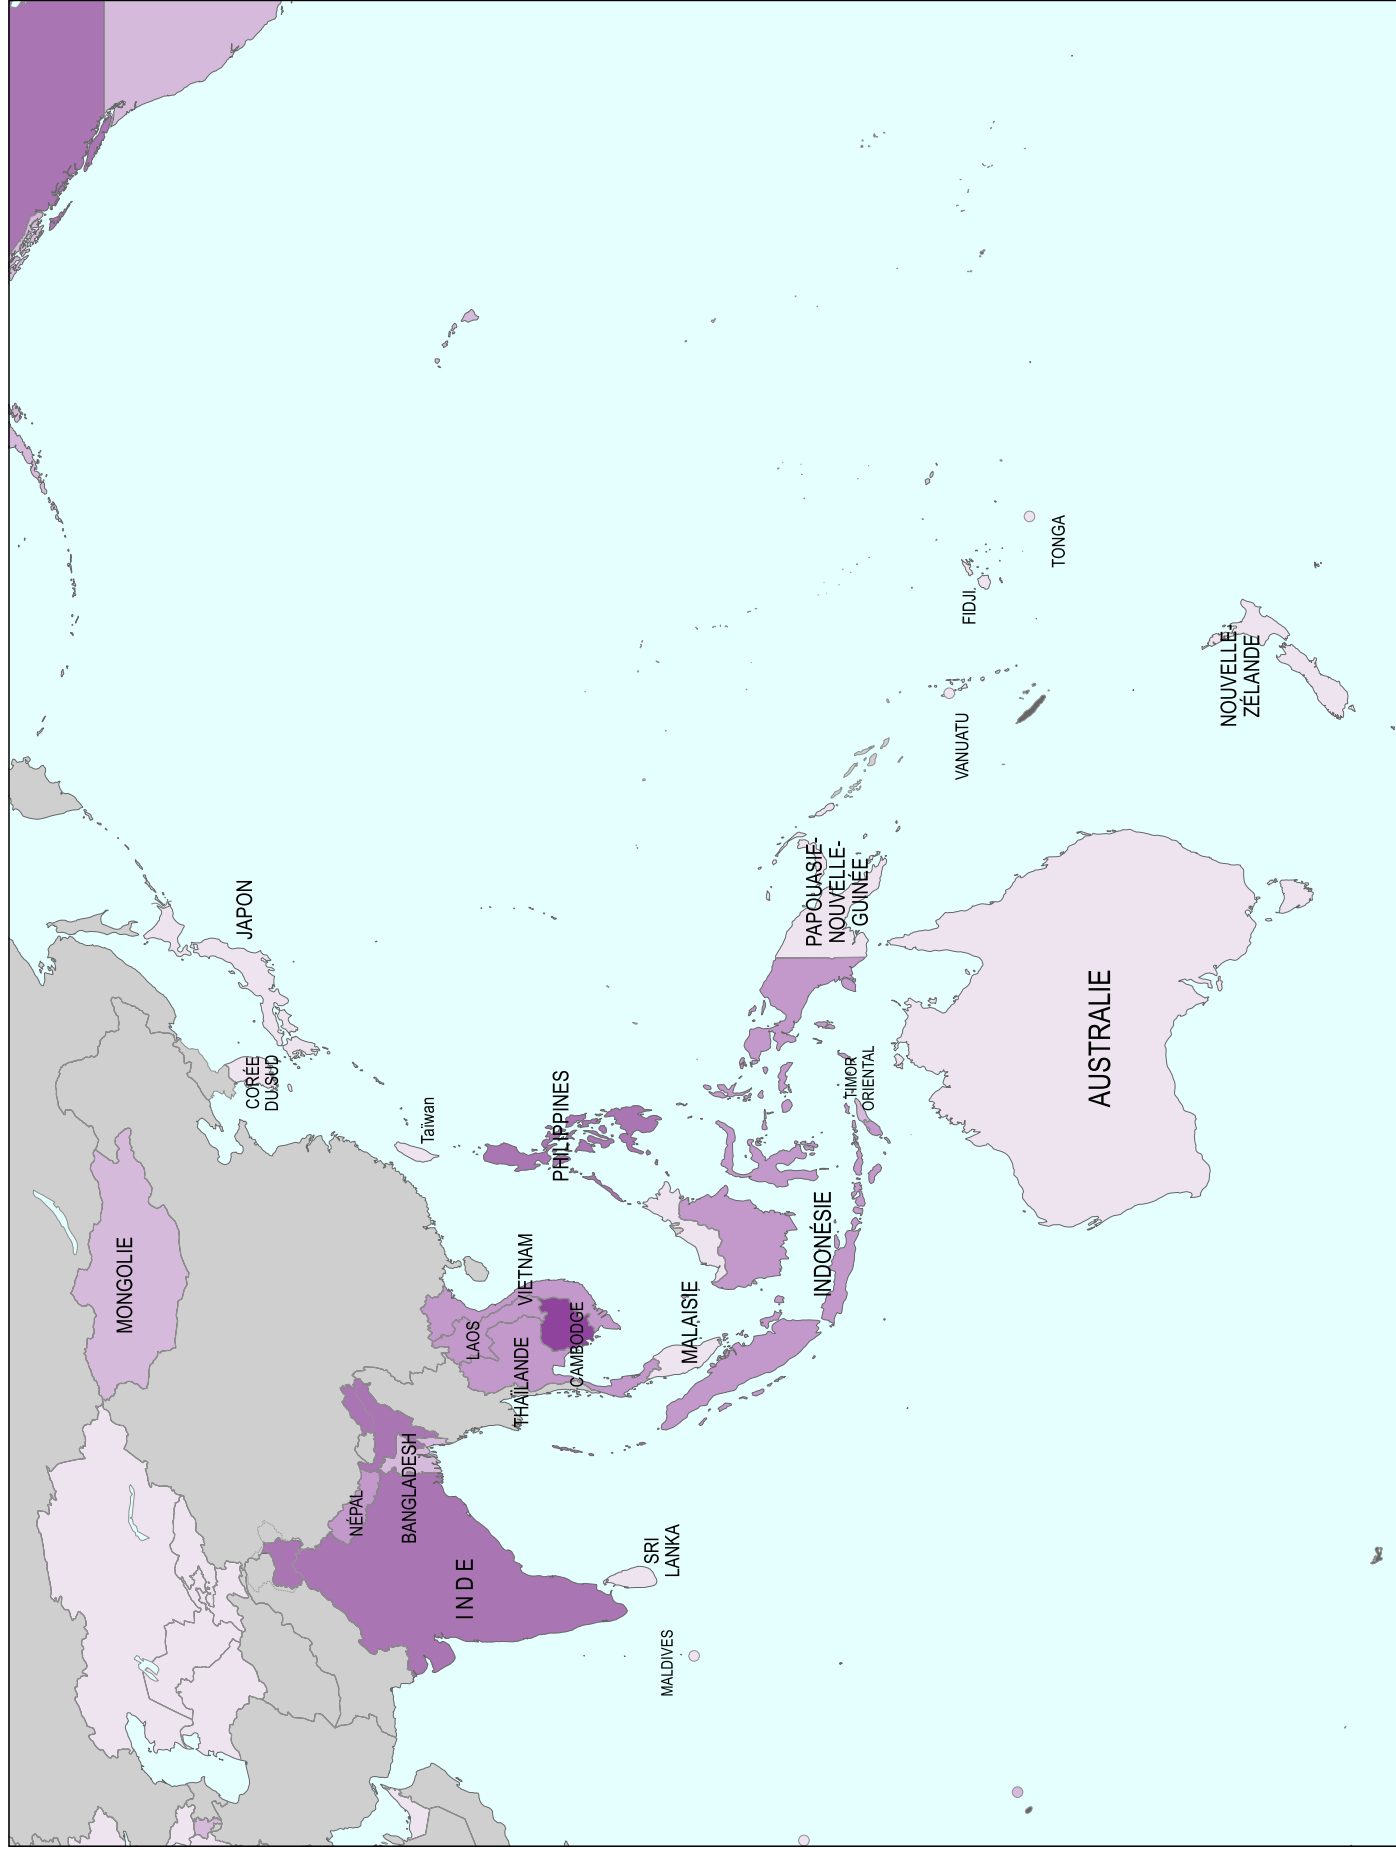 MONGOLIE
CORÉE
DU SUD
JAPON
Taïwan
NÉPAL
BANGLADESH
INDE
SRI
LANKA
MALDIVES
LAOS
VIETNAM
THAÏLANDE
CAMBODGE
PHILIPPINES
MALAISIE
INDONÉSIE
TIMOR
ORIENTAL
PAPOUASIE-
NOUVELLE-
GUINÉE
AUSTRALIE
VANUATU
FIDJI
TONGA
NOUVELLE-
ZÉLANDE